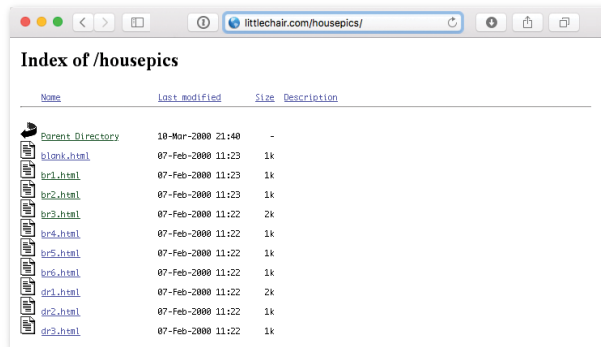 littlechair.com/housepics/
Index of /housepics
Name Last modified Size Description
Parent Directory 10-Mar-2000 21:40 -
blank.html 07-Feb-2000 11:23 1k
br1.html 07-Feb-2000 11:23 1k
br2.html 07-Feb-2000 11:23 1k
br3.html 07-Feb-2000 11:22 2k
br4.html 07-Feb-2000 11:22 1k
br5.html 07-Feb-2000 11:22 1k
br6.html 07-Feb-2000 11:22 1k
dr1.html 07-Feb-2000 11:22 2k
dr2.html 07-Feb-2000 11:22 1k
dr3.html 07-Feb-2000 11:22 1k